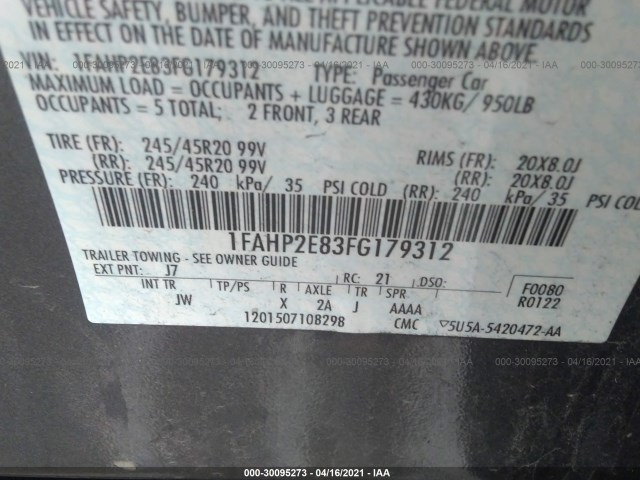 APPLICABLE FEDERAL MOTOR
VEHICLE SAFETY, BUMPER, AND THEFT PREVENTION STANDARDS
IN EFFECT ON THE DATE OF MANUFACTURE SHOWN ABOVE
VIN: 1FAHP2E83FG179312 TYPE: Passenger Car
MAXIMUM LOAD = OCCUPANTS + LUGGAGE = 430KG/ 950LB
OCCUPANTS = 5 TOTAL; 2 FRONT, 3 REAR
TIRE (FR): 245/45R20 99V RIMS (FR): 20X8.0J
(RR): 245/45R20 99V (RR): 20X8.0J
PRESSURE (FR): 240 kPa/ 35 PSI COLD (RR): 240 kPa/ 35 PSI COLD
1FAHP2E83FG179312
TRAILER TOWING - SEE OWNER GUIDE
EXT PNT: J7 RC: 21 DSO: F0080
INT TR TP/PS R AXLE TR SPR R0122
JW X 2A J AAAA
1201507108298 CMC 5U5A-5420472-AA
000-30095273 - 04/16/2021 - IAA